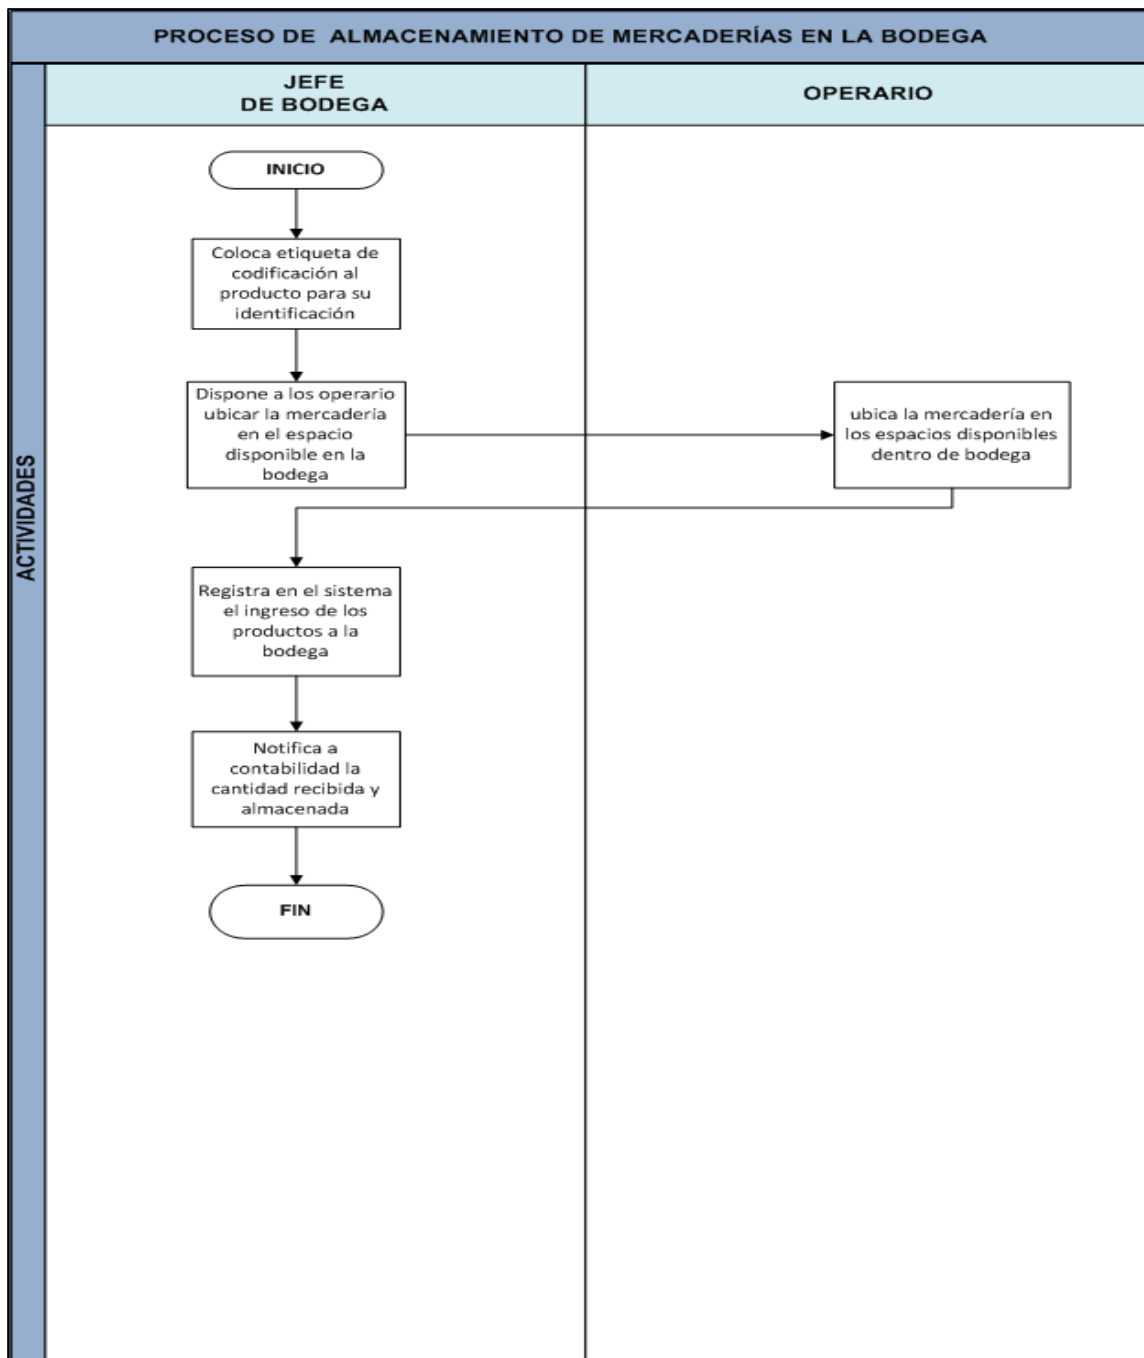 PROCESO DE ALMACENAMIENTO DE MERCADERÍAS EN LA BODEGA
ACTIVIDADES
JEFE
DE BODEGA
OPERARIO
INICIO
Coloca etiqueta de
codificación al
producto para su
identificación
Dispone a los operario
ubicar la mercadería
en el espacio
disponible en la
bodega
ubica la mercadería en
los espacios disponibles
dentro de bodega
Registra en el sistema
el ingreso de los
productos a la
bodega
Notifica a
contabilidad la
cantidad recibida y
almacenada
FIN